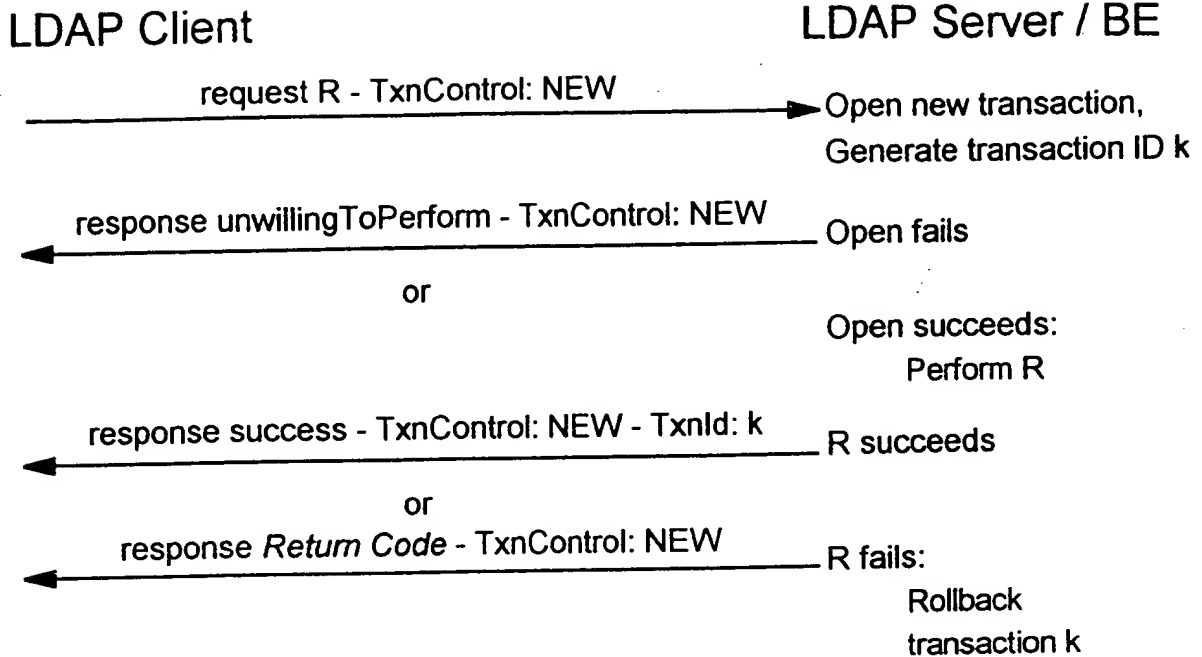 LDAP Client
LDAP Server / BE
request R - TxnControl: NEW
Open new transaction,
Generate transaction ID k
response unwillingToPerform - TxnControl: NEW
Open fails
or
Open succeeds:
Perform R
response success - TxnControl: NEW - TxnId: k
R succeeds
or
response Return Code - TxnControl: NEW
R fails:
Rollback
transaction k